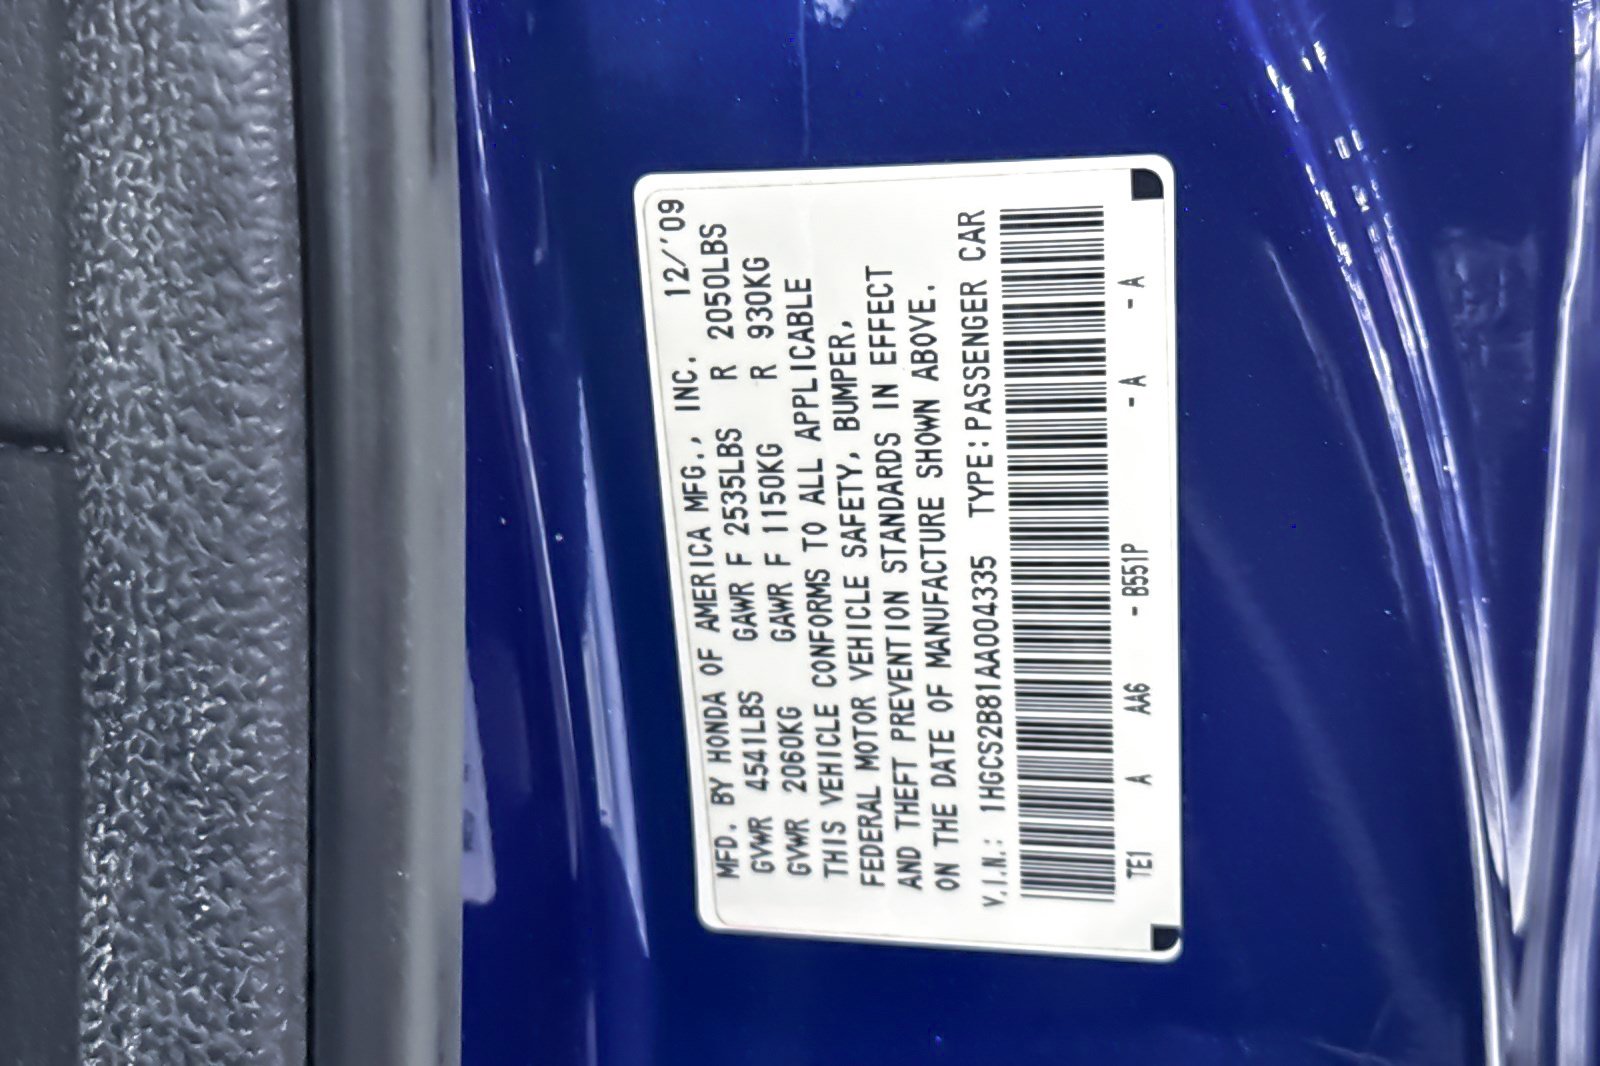 MFD. BY HONDA OF AMERICA MFG., INC. 12/'09
GVWR 4541LBS GAWR F 2535LBS R 2050LBS
GVWR 2060KG GAWR F 1150KG R 930KG
THIS VEHICLE CONFORMS TO ALL APPLICABLE
FEDERAL MOTOR VEHICLE SAFETY, BUMPER,
AND THEFT PREVENTION STANDARDS IN EFFECT
ON THE DATE OF MANUFACTURE SHOWN ABOVE.
V.I.N.: 1HGCS2B81AA004335 TYPE:PASSENGER CAR
TE1 A AA6 - B551P - A - A